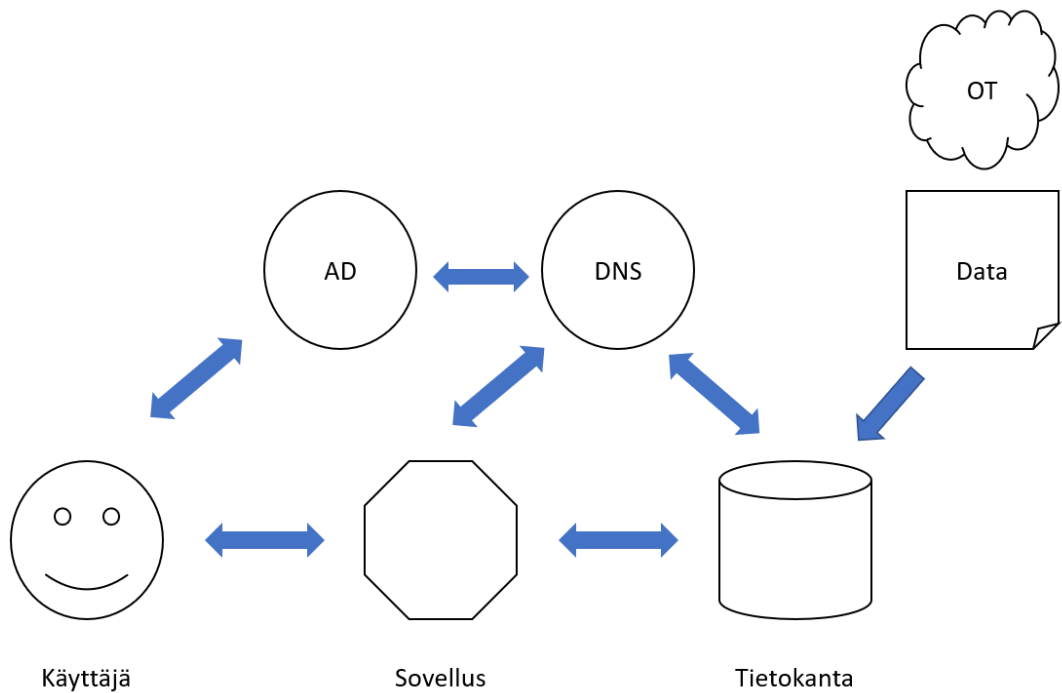 OT
AD
DNS
Data
Käyttäjä
Sovellus
Tietokanta